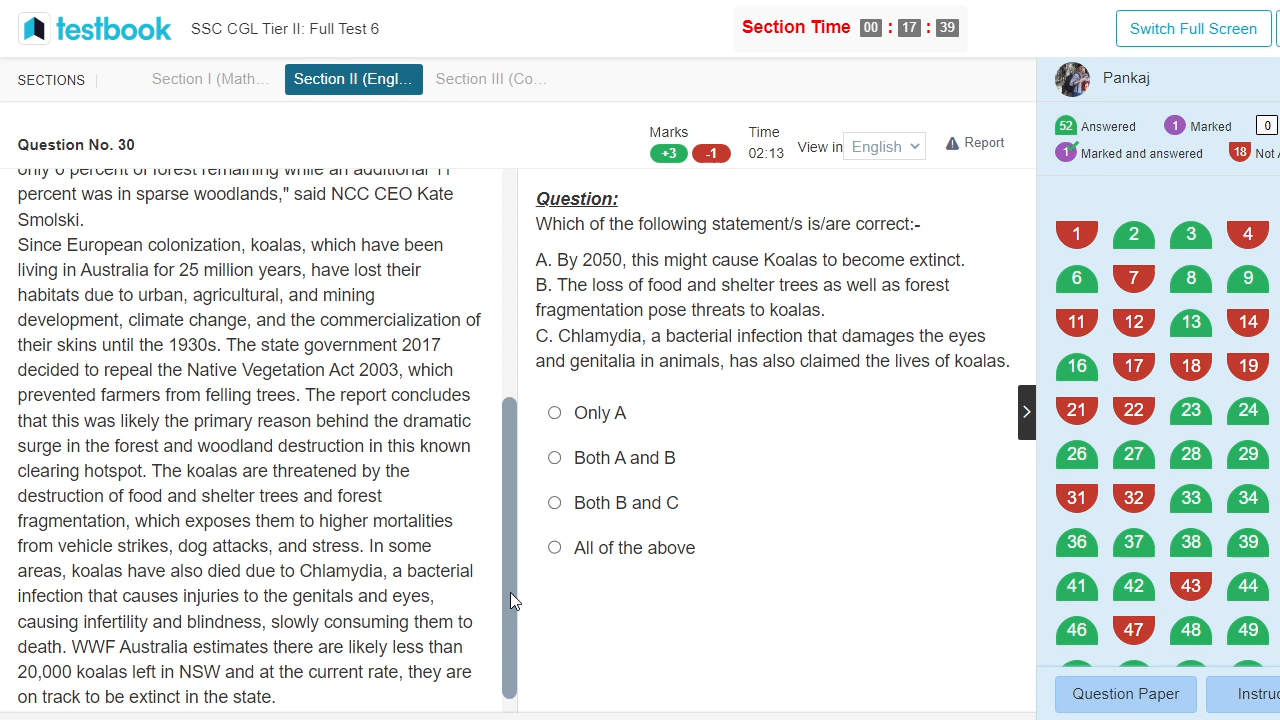 testbook
SSC CGL Tier II: Full Test 6
Section Time 00 : 17 : 39
Switch Full Screen
SECTIONS
Section I (Math...
Section II (Engl...
Section III (Co...
Pankaj
52 Answered
1 Marked
0
1 Marked and answered
18 Not A
Question No. 30
Marks
+3 -1
Time
02:13
View in English
Report
only 6 percent of forest remaining while an additional 11
percent was in sparse woodlands," said NCC CEO Kate
Smolski.
Since European colonization, koalas, which have been
living in Australia for 25 million years, have lost their
habitats due to urban, agricultural, and mining
development, climate change, and the commercialization of
their skins until the 1930s. The state government 2017
decided to repeal the Native Vegetation Act 2003, which
prevented farmers from felling trees. The report concludes
that this was likely the primary reason behind the dramatic
surge in the forest and woodland destruction in this known
clearing hotspot. The koalas are threatened by the
destruction of food and shelter trees and forest
fragmentation, which exposes them to higher mortalities
from vehicle strikes, dog attacks, and stress. In some
areas, koalas have also died due to Chlamydia, a bacterial
infection that causes injuries to the genitals and eyes,
causing infertility and blindness, slowly consuming them to
death. WWF Australia estimates there are likely less than
20,000 koalas left in NSW and at the current rate, they are
on track to be extinct in the state.
Question:
Which of the following statement/s is/are correct:-
A. By 2050, this might cause Koalas to become extinct.
B. The loss of food and shelter trees as well as forest
fragmentation pose threats to koalas.
C. Chlamydia, a bacterial infection that damages the eyes
and genitalia in animals, has also claimed the lives of koalas.
Only A
Both A and B
Both B and C
All of the above
1 2 3 4
6 7 8 9
11 12 13 14
16 17 18 19
21 22 23 24
26 27 28 29
31 32 33 34
36 37 38 39
41 42 43 44
46 47 48 49
Question Paper
Instruc